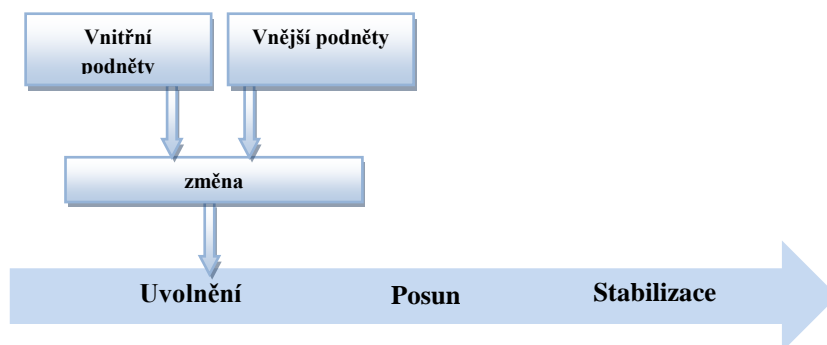 Vnitřní
podněty
Vnější podněty
změna
Uvolnění
Posun
Stabilizace